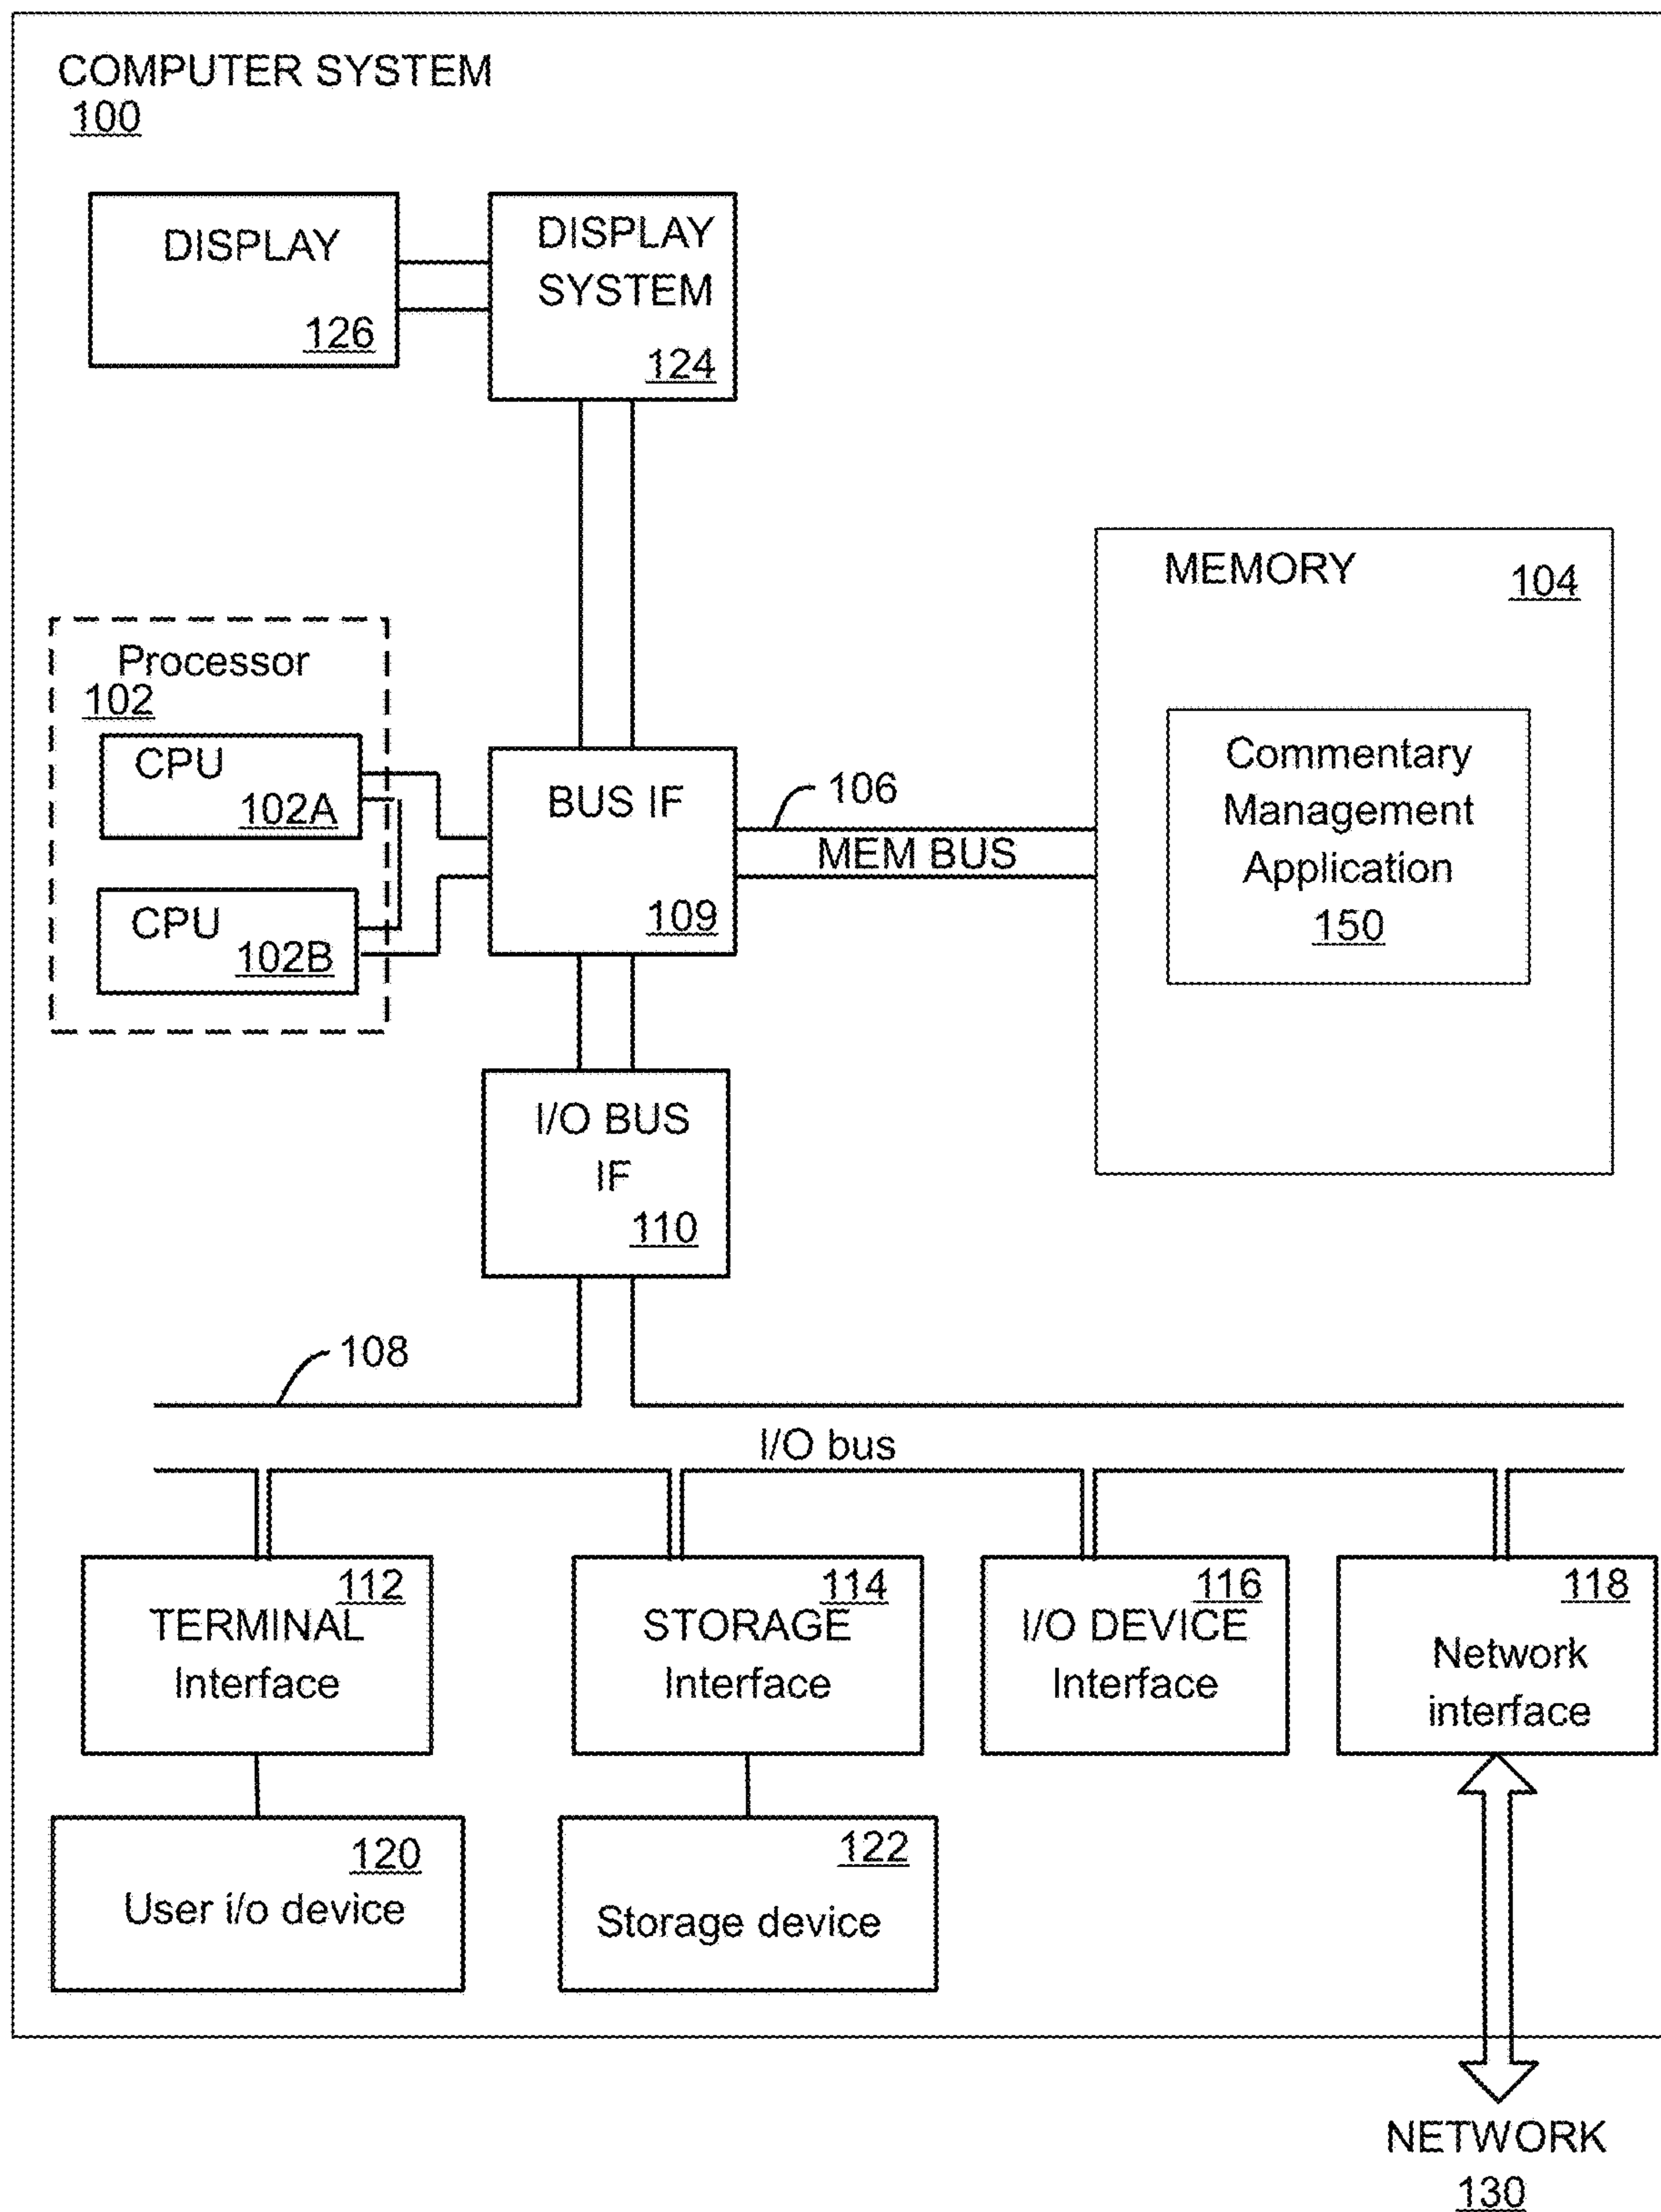 COMPUTER SYSTEM
100
DISPLAY
126
DISPLAY
SYSTEM
124
MEMORY
104
Processor
102
CPU
102A
CPU
102B
BUS IF
109
106
MEM BUS
Commentary
Management
Application
150
I/O BUS
IF
110
108
I/O bus
112
TERMINAL
Interface
114
STORAGE
Interface
116
I/O DEVICE
Interface
118
Network
interface
120
User i/o device
122
Storage device
NETWORK
130